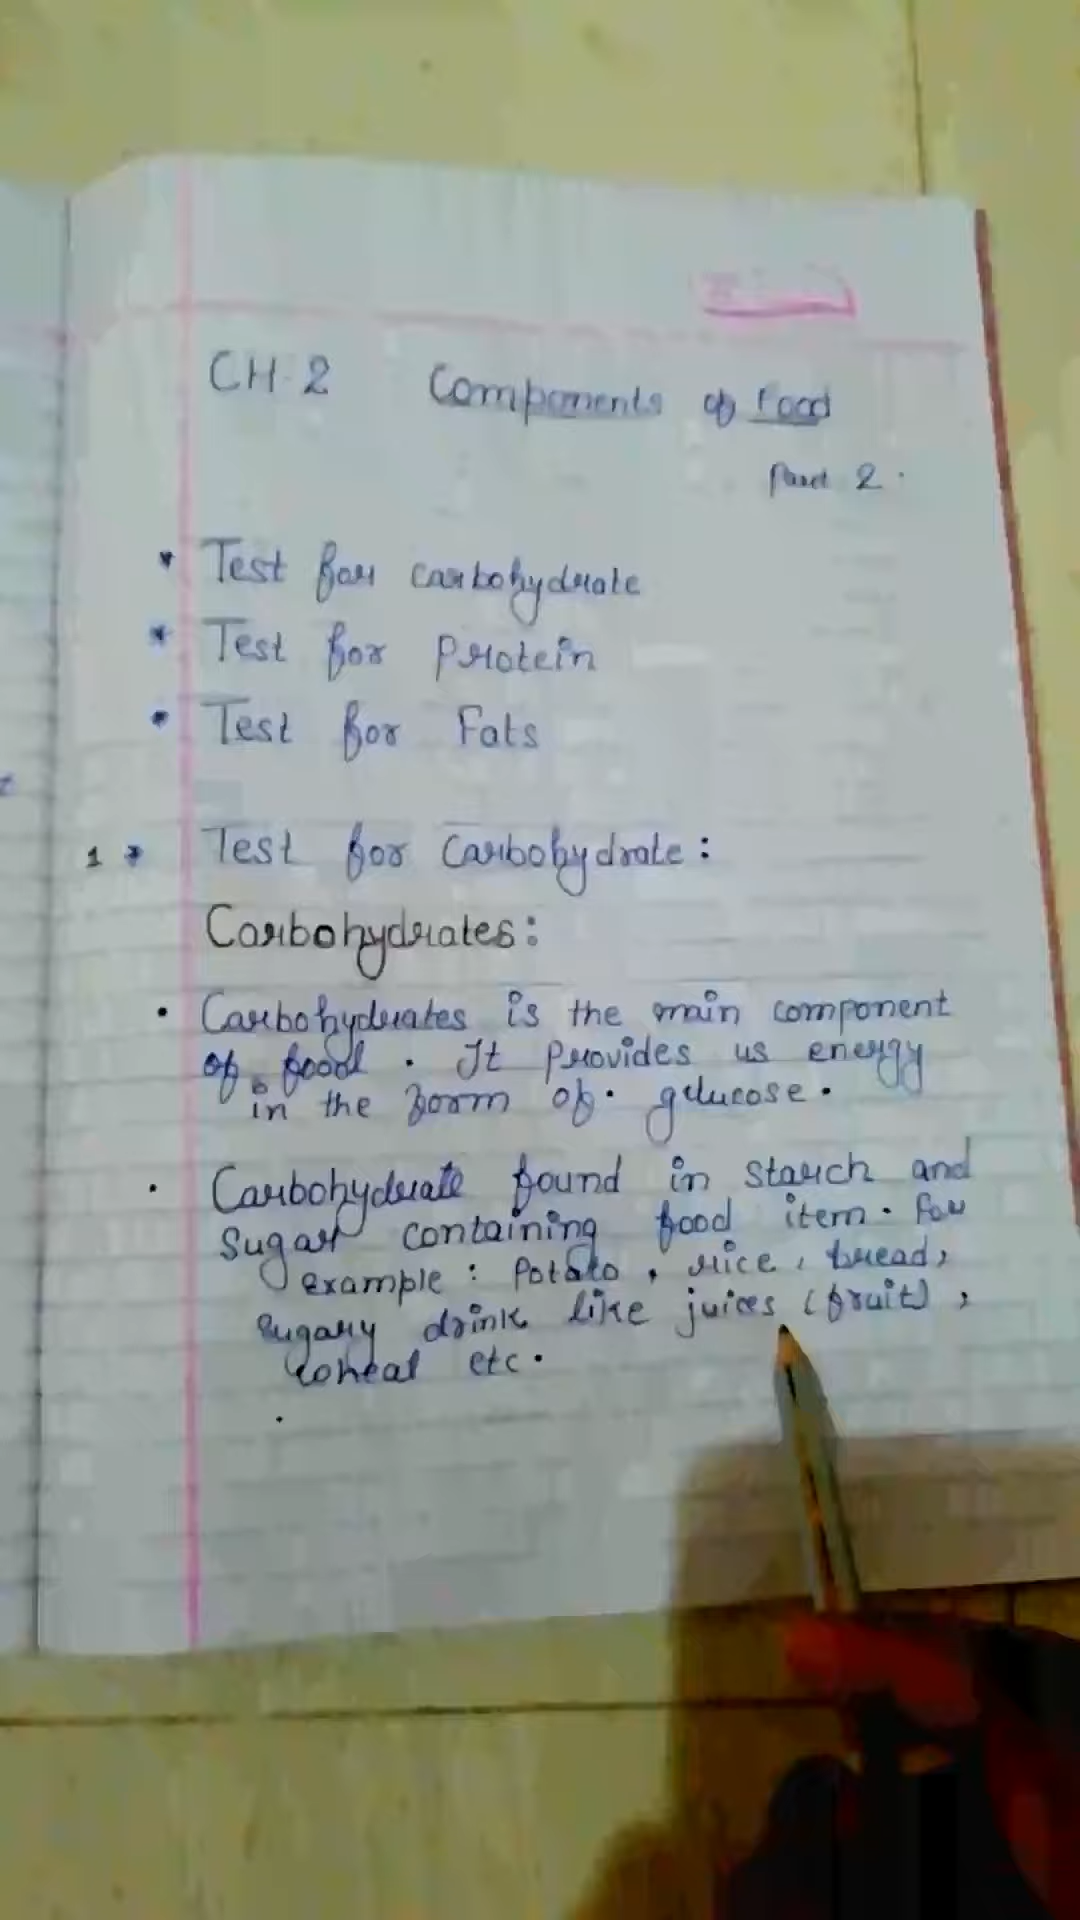 CH-2 Components of Food
Part 2.
* Test for carbohydrate
* Test for Protein
• Test for Fats
1 * Test for Carbohydrate:
Carbohydrates:
• Carbohydrates is the main component
of food. It Provides us energy
in the form of. glucose.
• Carbohydrate found in starch and
Sugar containing food item. For
example: Potato, rice, bread,
Sugary drink like juices (fruit),
wheat etc.